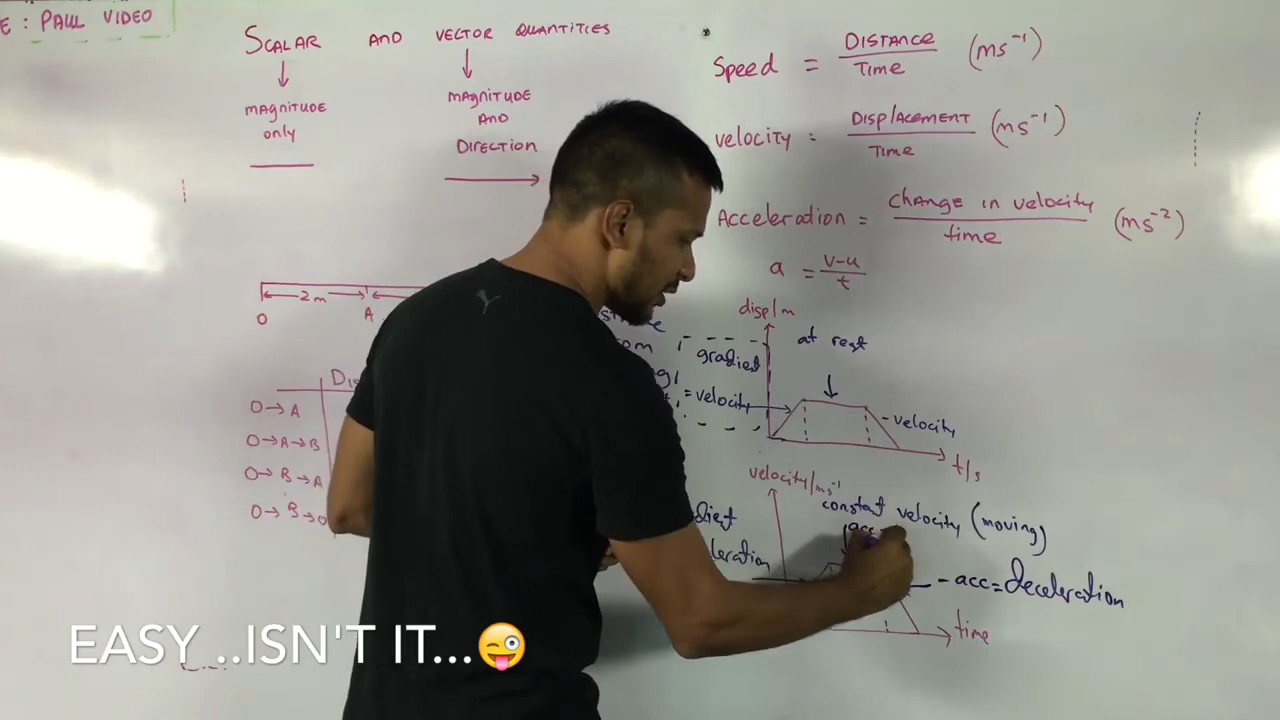 E : PAUL VIDEO
SCALAR AND VECTOR QUANTITIES
MAGNITUDE only
MAGNITUDE AND DIRECTION
Speed = DISTANCE / Time (ms⁻¹)
velocity = Displacement / Time (ms⁻¹)
Acceleration = change in velocity / time (ms⁻²)
a = v-u / t
2 m
O A
O→A
O→A→B
O→B→A
O→B→O
displ m
at rest
gradient
= velocity
- velocity
t/s
velocity/ms⁻¹
constant velocity (moving)
acc
- acc = Deceleration
time
EASY ..ISN'T IT...😜